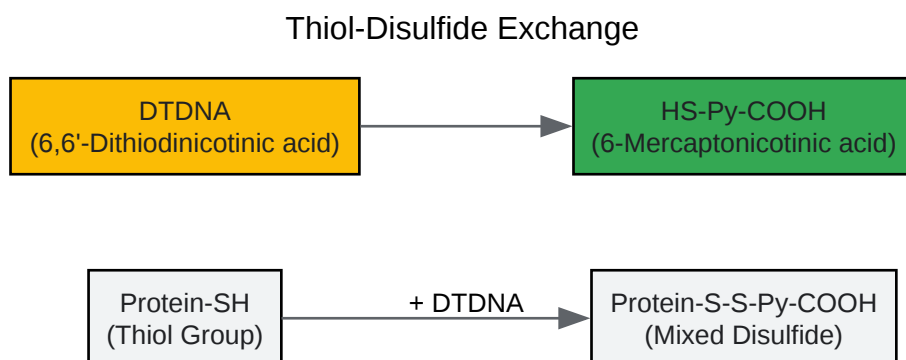 Thiol-Disulfide Exchange
DTDNA
(6,6'-Dithiodinicotinic acid)
HS-Py-COOH
(6-Mercaptonicotinic acid)
Protein-SH
(Thiol Group)
+ DTDNA
Protein-S-S-Py-COOH
(Mixed Disulfide)